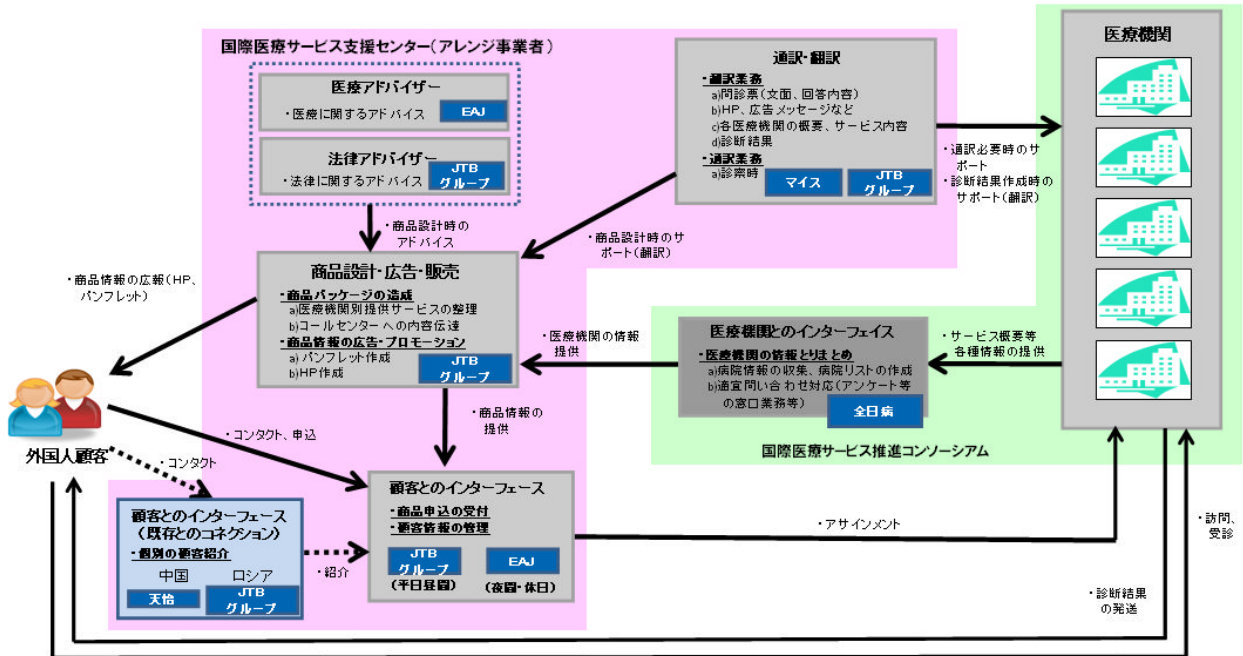 国際医療サービス支援センター(アレンジ事業者)
医療アドバイザー
・医療に関するアドバイス
EAJ
法律アドバイザー
・法律に関するアドバイス
JTB
グループ
・商品設計時の
アドバイス
通訳・翻訳
・翻訳業務
a)問診票(文面、回答内容)
b)HP、広告メッセージなど
c)各医療機関の概要、サービス内容
d)診断結果
・通訳業務
a)診察時
マイス
JTB
グループ
・商品設計時のサ
ポート(翻訳)
・通訳必要時のサ
ポート
・診断結果作成時の
サポート(翻訳)
医療機関
商品設計・広告・販売
・商品パッケージの造成
a)医療機関別提供サービスの整理
b)コールセンターへの内容伝達
・商品情報の広告・プロモーション
a)パンフレット作成
b)HP作成
JTB
グループ
・商品情報の広報(HP、
パンフレット)
・医療機関の情報
提供
医療機関とのインターフェイス
・医療機関の情報とりまとめ
a)病院情報の収集、病院リストの作成
b)適宜問い合わせ対応(アンケート等
の窓口業務等)
全日病
・サービス概要等
各種情報の提供
国際医療サービス推進コンソーシアム
・商品情報の
提供
外国人顧客
・コンタクト、申込
・コンタクト
顧客とのインターフェース
(既存とのコネクション)
・個別の顧客紹介
中国
ロシア
天怡
JTB
グループ
・紹介
顧客とのインターフェース
・商品申込の受付
・顧客情報の管理
JTB
グループ
EAJ
(平日昼間)
(夜間・休日)
・アサインメント
・訪問、
受診
・診断結果
の発送